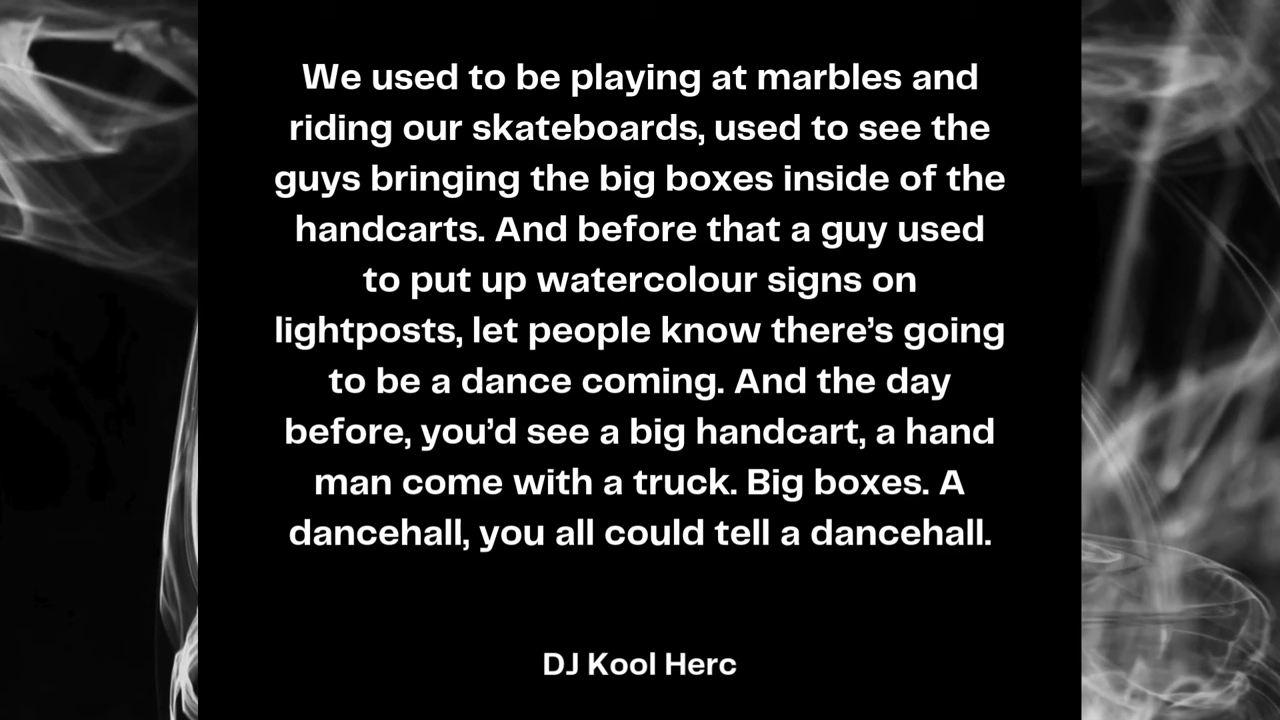 We used to be playing at marbles and
riding our skateboards, used to see the
guys bringing the big boxes inside of the
handcarts. And before that a guy used
to put up watercolour signs on
lightposts, let people know there’s going
to be a dance coming. And the day
before, you’d see a big handcart, a hand
man come with a truck. Big boxes. A
dancehall, you all could tell a dancehall.
DJ Kool Herc